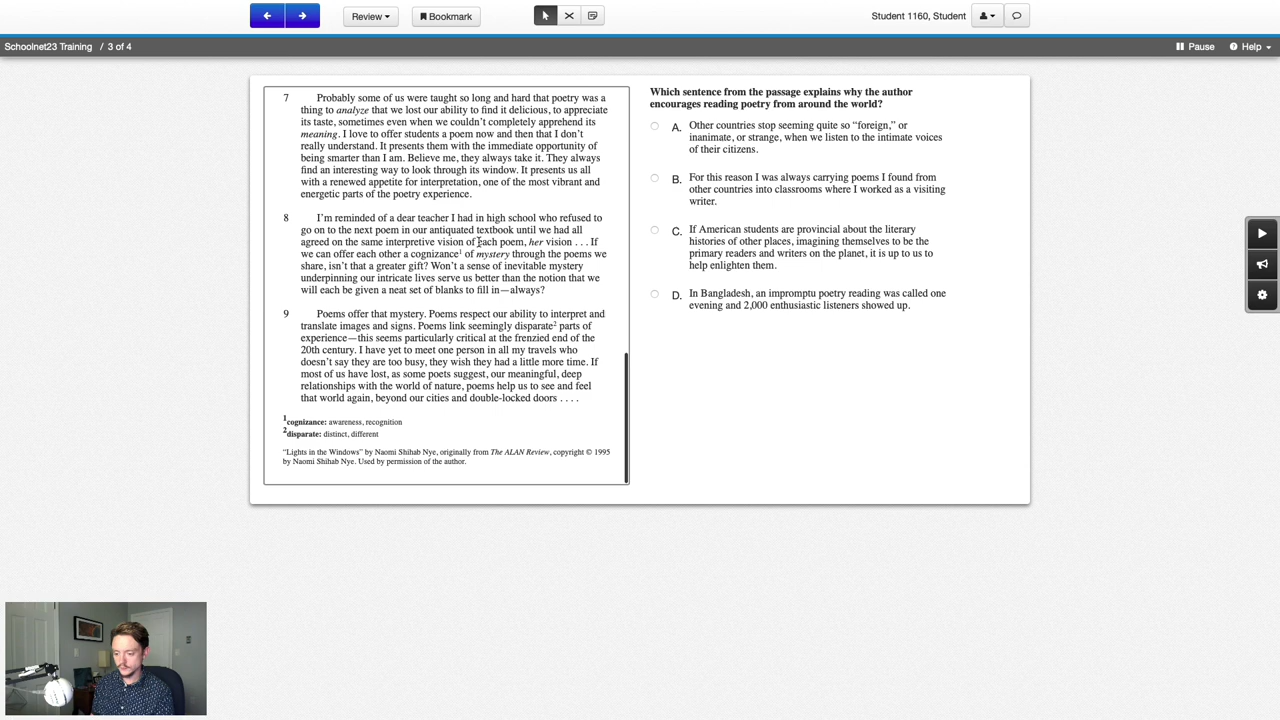 Review
Bookmark
Student 1160, Student
Schoolnet23 Training / 3 of 4
Pause
Help
7 Probably some of us were taught so long and hard that poetry was a
thing to analyze that we lost our ability to find it delicious, to appreciate
its taste, sometimes even when we couldn’t completely apprehend its
meaning. I love to offer students a poem now and then that I don’t
really understand. It presents them with the immediate opportunity of
being smarter than I am. Believe me, they always take it. They always
find an interesting way to look through its window. It presents us all
with a renewed appetite for interpretation, one of the most vibrant and
energetic parts of the poetry experience.
8 I’m reminded of a dear teacher I had in high school who refused to
go on to the next poem in our antiquated textbook until we had all
agreed on the same interpretive vision of each poem, her vision . . . If
we can offer each other a cognizance1 of mystery through the poems we
share, isn’t that a greater gift? Won’t a sense of inevitable mystery
underpinning our intricate lives serve us better than the notion that we
will each be given a neat set of blanks to fill in—always?
9 Poems offer that mystery. Poems respect our ability to interpret and
translate images and signs. Poems link seemingly disparate2 parts of
experience—this seems particularly critical at the frenzied end of the
20th century. I have yet to meet one person in all my travels who
doesn’t say they are too busy, they wish they had a little more time. If
most of us have lost, as some poets suggest, our meaningful, deep
relationships with the world of nature, poems help us to see and feel
that world again, beyond our cities and double-locked doors . . . .
1cognizance: awareness, recognition
2disparate: distinct, different
“Lights in the Windows” by Naomi Shihab Nye, originally from The ALAN Review, copyright © 1995
by Naomi Shihab Nye. Used by permission of the author.
Which sentence from the passage explains why the author
encourages reading poetry from around the world?
A. Other countries stop seeming quite so “foreign,” or
inanimate, or strange, when we listen to the intimate voices
of their citizens.
B. For this reason I was always carrying poems I found from
other countries into classrooms where I worked as a visiting
writer.
C. If American students are provincial about the literary
histories of other places, imagining themselves to be the
primary readers and writers on the planet, it is up to us to
help enlighten them.
D. In Bangladesh, an impromptu poetry reading was called one
evening and 2,000 enthusiastic listeners showed up.